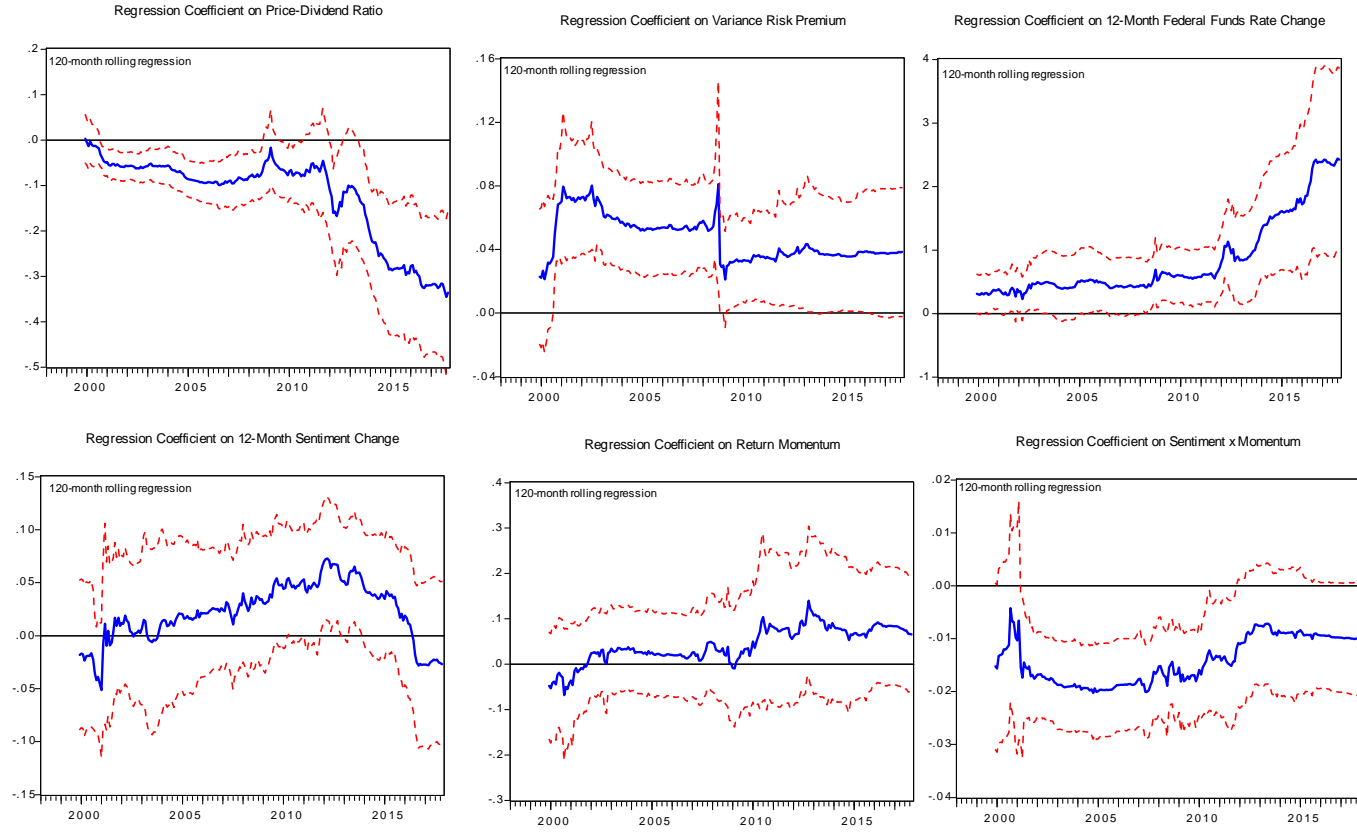 Regression Coefficient on Price-Dividend Ratio
.2
120-month rolling regression
.1
.0
-.1
-.2
-.3
-.4
-.5
2000 2005 2010 2015
Regression Coefficient on Variance Risk Premium
.16
120-month rolling regression
.12
.08
.04
.00
-.04
2000 2005 2010 2015
Regression Coefficient on 12-Month Federal Funds Rate Change
4
120-month rolling regression
3
2
1
0
-1
2000 2005 2010 2015
Regression Coefficient on 12-Month Sentiment Change
.15
120-month rolling regression
.10
.05
.00
-.05
-.10
-.15
2000 2005 2010 2015
Regression Coefficient on Return Momentum
.4
120-month rolling regression
.3
.2
.1
.0
-.1
-.2
-.3
2000 2005 2010 2015
Regression Coefficient on Sentiment x Momentum
.02
120-month rolling regression
.01
.00
-.01
-.02
-.03
-.04
2000 2005 2010 2015